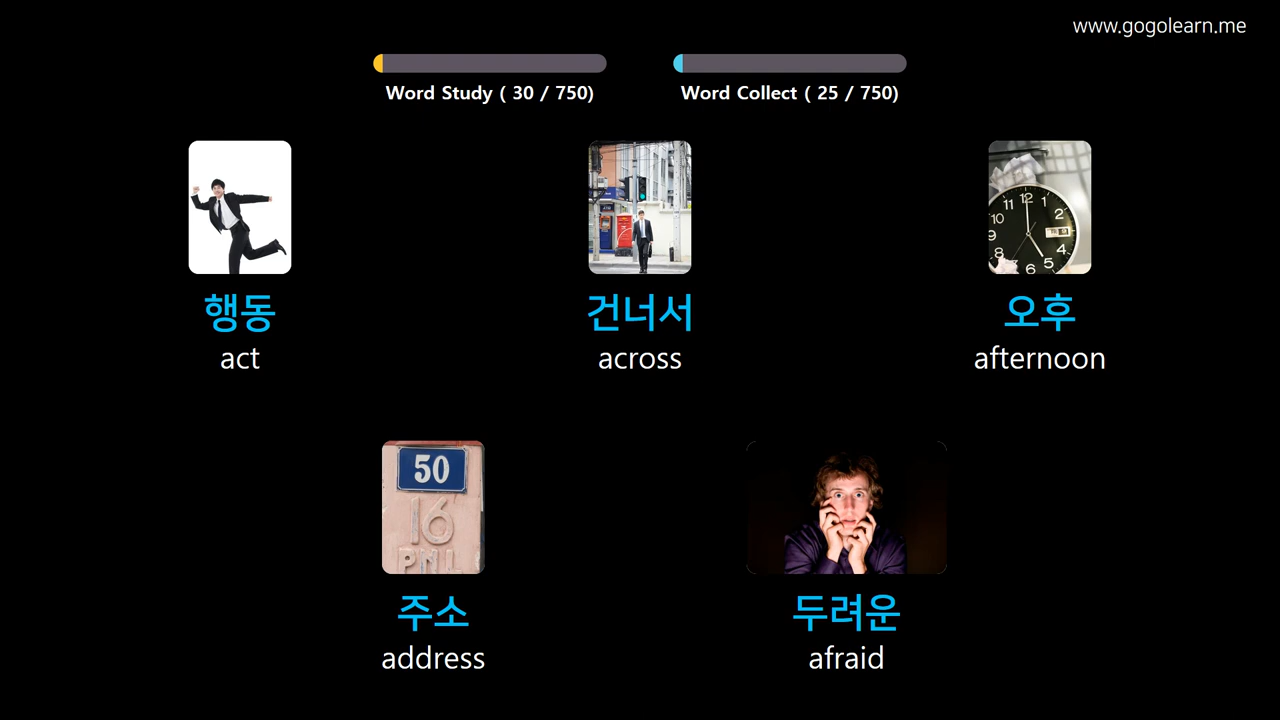 www.gogolearn.me
Word Study ( 30 / 750)
Word Collect ( 25 / 750)
행동
act
건너서
across
오후
afternoon
50
16
PNL
주소
address
두려운
afraid